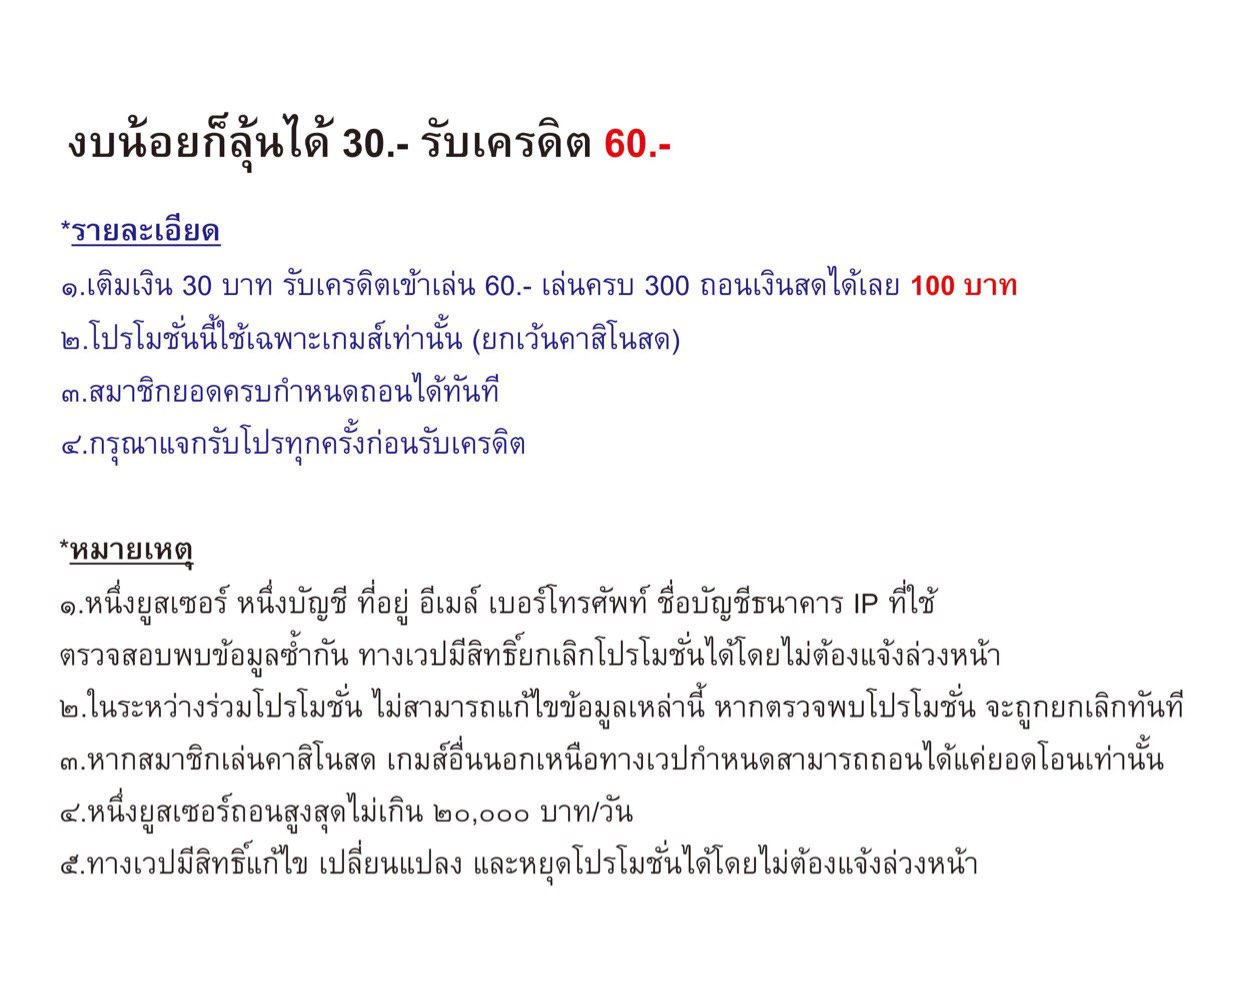 งบน้อยก็ลุ้นได้ 30.- รับเครดิต 60.-
*รายละเอียด
๑.เติมเงิน 30 บาท รับเครดิตเข้าเล่น 60.- เล่นครบ 300 ถอนเงินสดได้เลย 100 บาท
๒.โปรโมชั่นนี้ใช้เฉพาะเกมส์เท่านั้น (ยกเว้นคาสิโนสด)
๓.สมาชิกยอดครบกำหนดถอนได้ทันที
๔.กรุณาแจกรับโปรทุกครั้งก่อนรับเครดิต
*หมายเหตุ
๑.หนึ่งยูสเซอร์ หนึ่งบัญชี ที่อยู่ อีเมล์ เบอร์โทรศัพท์ ชื่อบัญชีธนาคาร IP ที่ใช้
ตรวจสอบพบข้อมูลซ้ำกัน ทางเวปมีสิทธิ์ยกเลิกโปรโมชั่นได้โดยไม่ต้องแจ้งล่วงหน้า
๒.ในระหว่างร่วมโปรโมชั่น ไม่สามารถแก้ไขข้อมูลเหล่านี้ หากตรวจพบโปรโมชั่น จะถูกยกเลิกทันที
๓.หากสมาชิกเล่นคาสิโนสด เกมส์อื่นนอกเหนือทางเวปกำหนดสามารถถอนได้แค่ยอดโอนเท่านั้น
๔.หนึ่งยูสเซอร์ถอนสูงสุดไม่เกิน ๒๐,๐๐๐ บาท/วัน
๕.ทางเวปมีสิทธิ์แก้ไข เปลี่ยนแปลง และหยุดโปรโมชั่นได้โดยไม่ต้องแจ้งล่วงหน้า